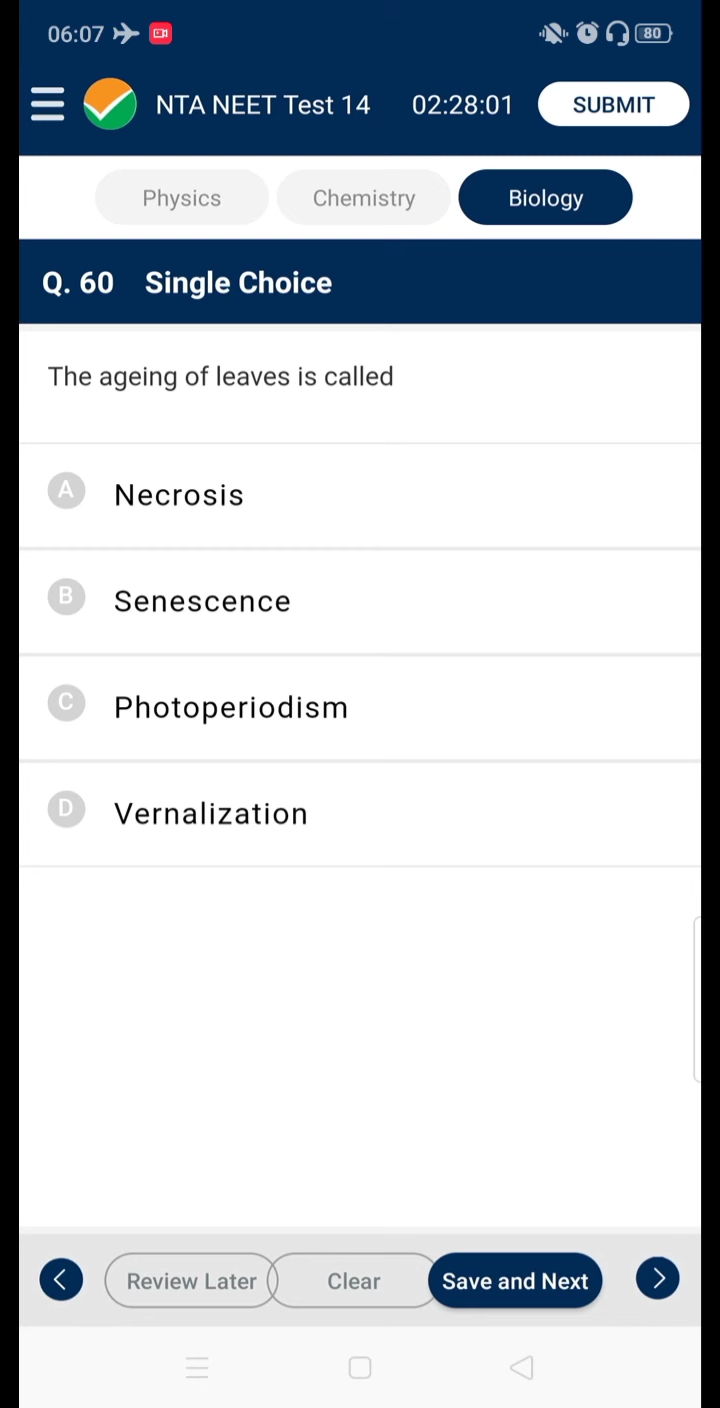 06:07 80
NTA NEET Test 14 02:28:01 SUBMIT
Physics Chemistry Biology
Q. 60 Single Choice
The ageing of leaves is called
A Necrosis
B Senescence
C Photoperiodism
D Vernalization
Review Later Clear Save and Next